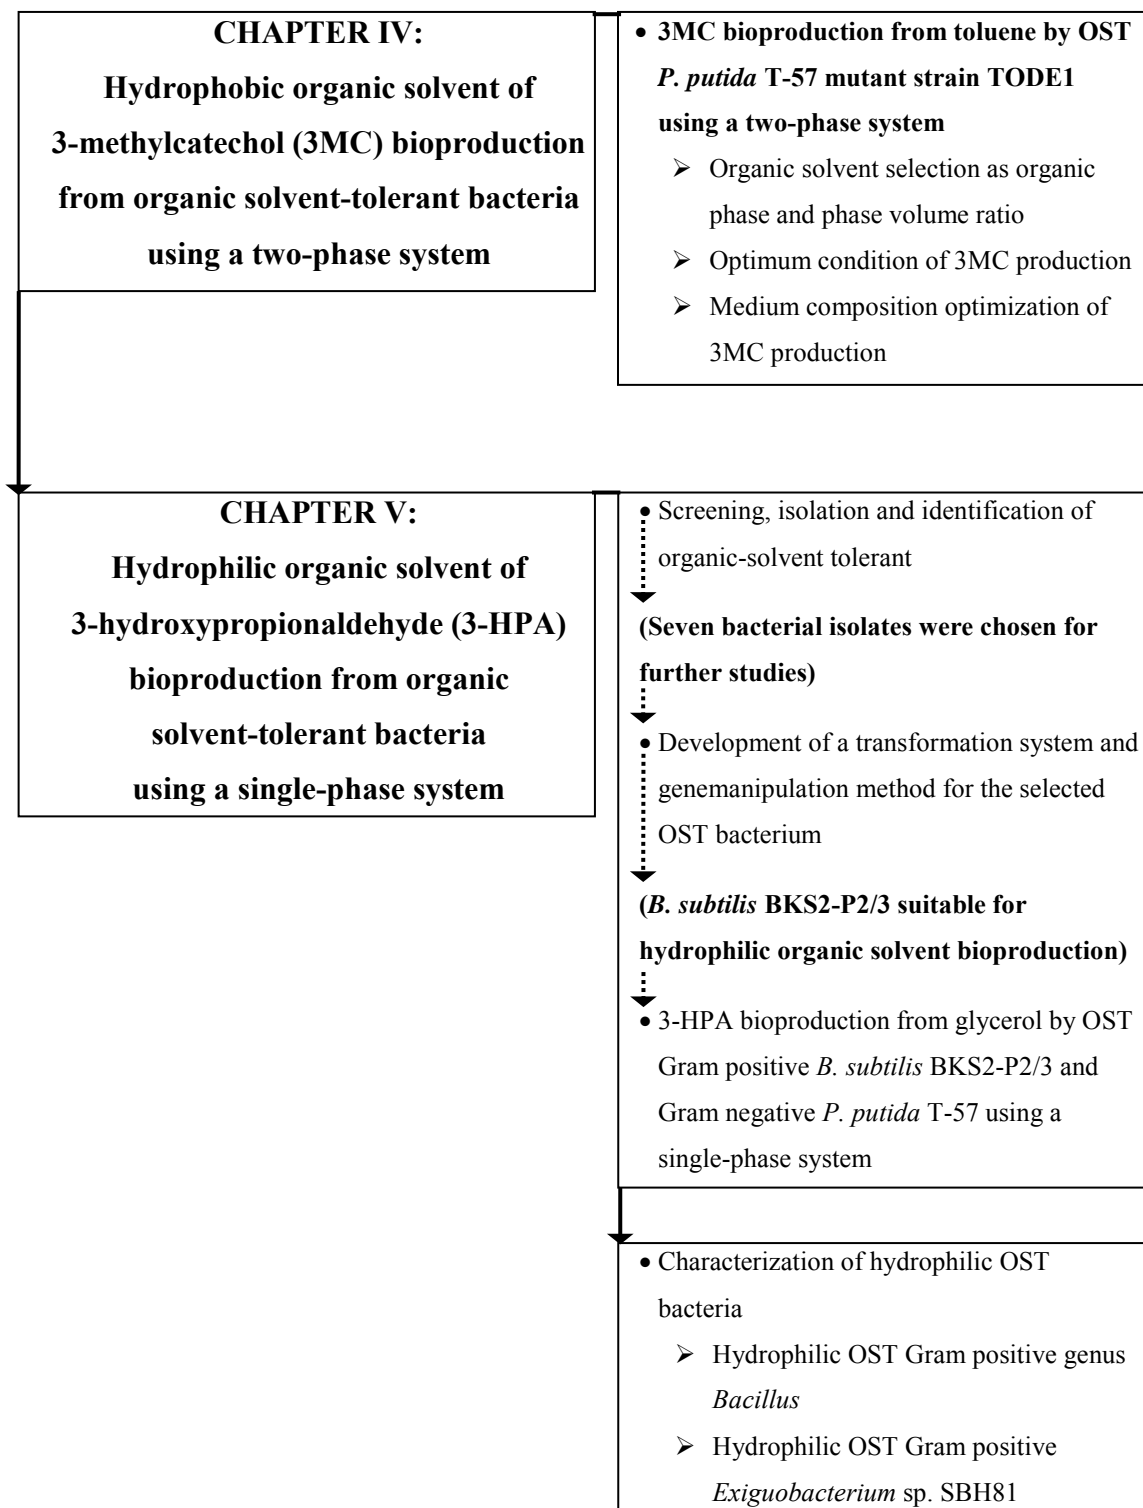 CHAPTER IV:
Hydrophobic organic solvent of
3-methylcatechol (3MC) bioproduction
from organic solvent-tolerant bacteria
using a two-phase system
• 3MC bioproduction from toluene by OST
P. putida T-57 mutant strain TODE1
using a two-phase system
➢ Organic solvent selection as organic
phase and phase volume ratio
➢ Optimum condition of 3MC production
➢ Medium composition optimization of
3MC production
CHAPTER V:
Hydrophilic organic solvent of
3-hydroxypropionaldehyde (3-HPA)
bioproduction from organic
solvent-tolerant bacteria
using a single-phase system
• Screening, isolation and identification of
organic-solvent tolerant
(Seven bacterial isolates were chosen for
further studies)
• Development of a transformation system and
genemanipulation method for the selected
OST bacterium
(B. subtilis BKS2-P2/3 suitable for
hydrophilic organic solvent bioproduction)
• 3-HPA bioproduction from glycerol by OST
Gram positive B. subtilis BKS2-P2/3 and
Gram negative P. putida T-57 using a
single-phase system
• Characterization of hydrophilic OST
bacteria
➢ Hydrophilic OST Gram positive genus
Bacillus
➢ Hydrophilic OST Gram positive
Exiguobacterium sp. SBH81